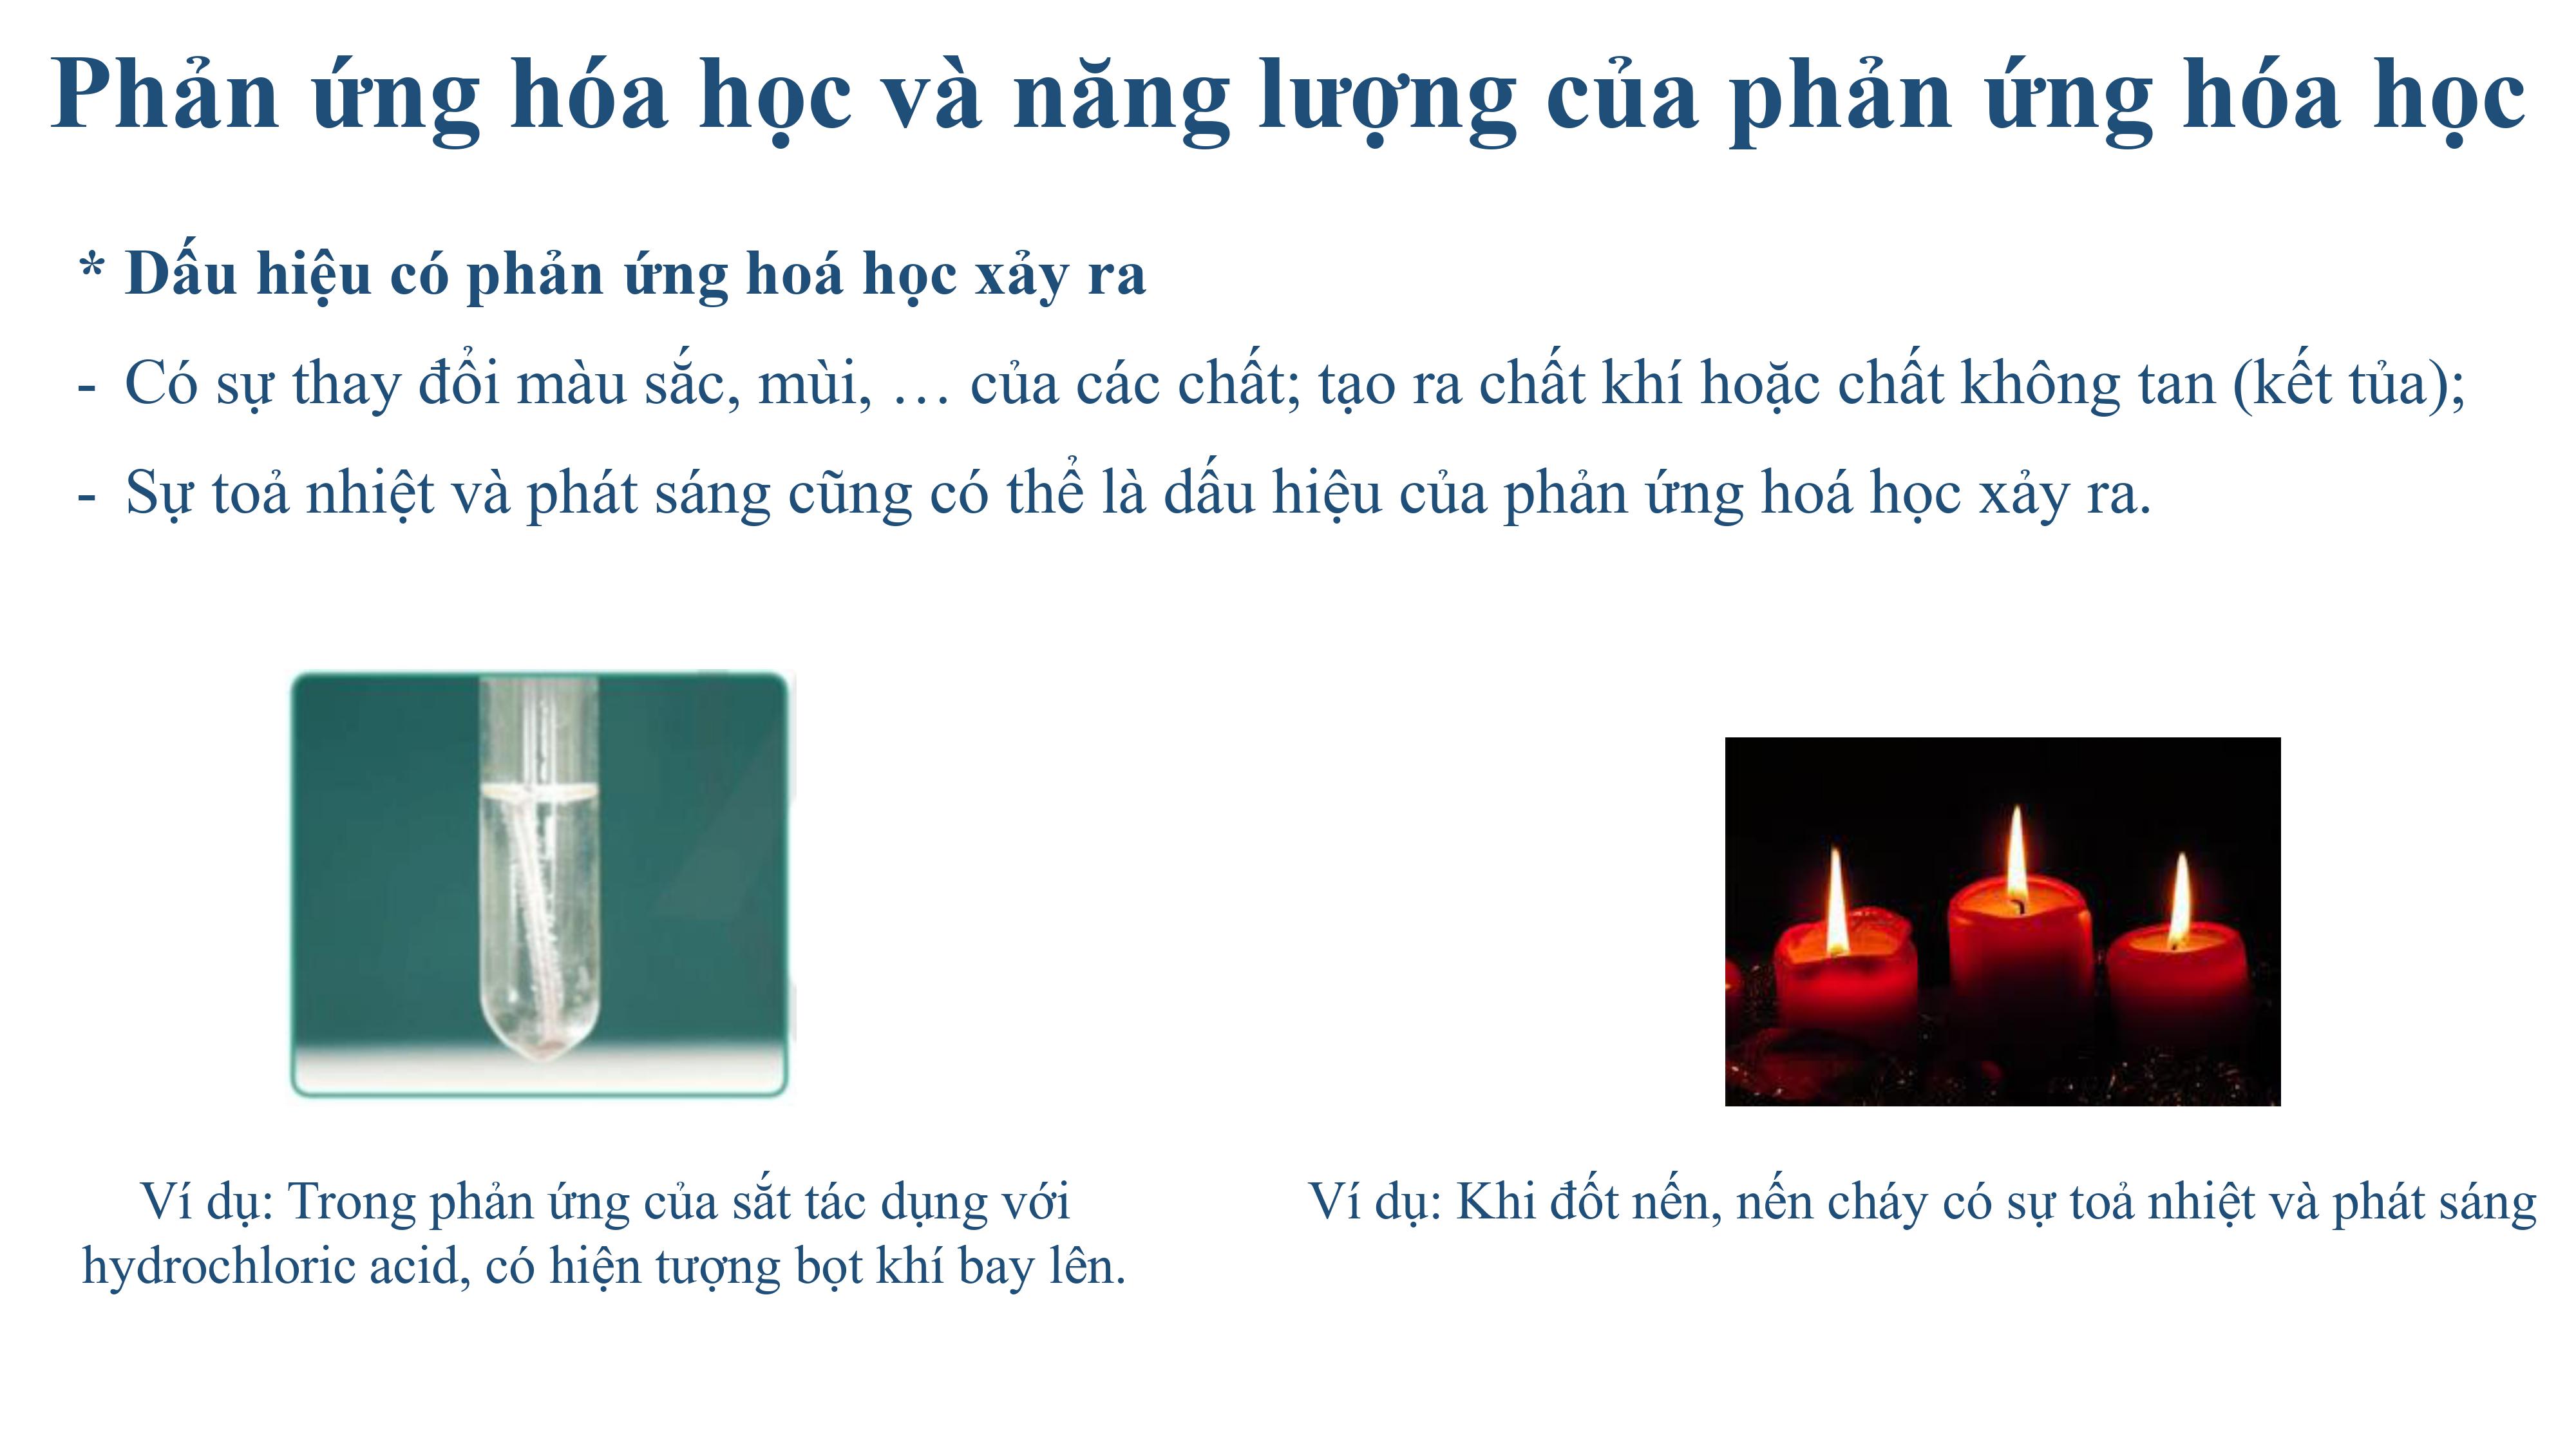 Phản ứng hóa học và năng lượng của phản ứng hóa học
* Dấu hiệu có phản ứng hoá học xảy ra
- Có sự thay đổi màu sắc, mùi, … của các chất; tạo ra chất khí hoặc chất không tan (kết tủa);
- Sự toả nhiệt và phát sáng cũng có thể là dấu hiệu của phản ứng hoá học xảy ra.
Ví dụ: Trong phản ứng của sắt tác dụng với
hydrochloric acid, có hiện tượng bọt khí bay lên.
Ví dụ: Khi đốt nến, nến cháy có sự toả nhiệt và phát sáng